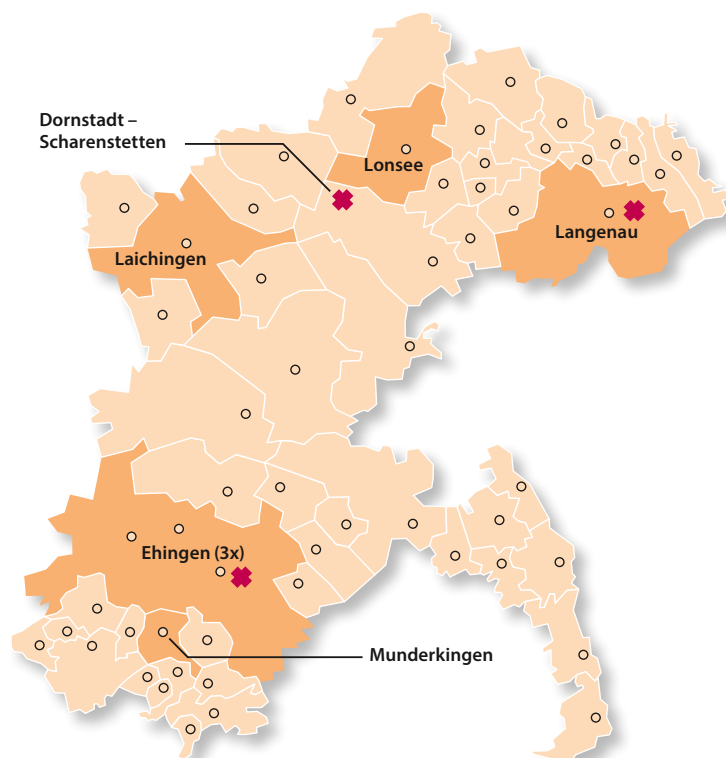 Dornstadt –
Scharenstetten
Lonsee
Langenau
Laichingen
Ehingen (3x)
Munderkingen